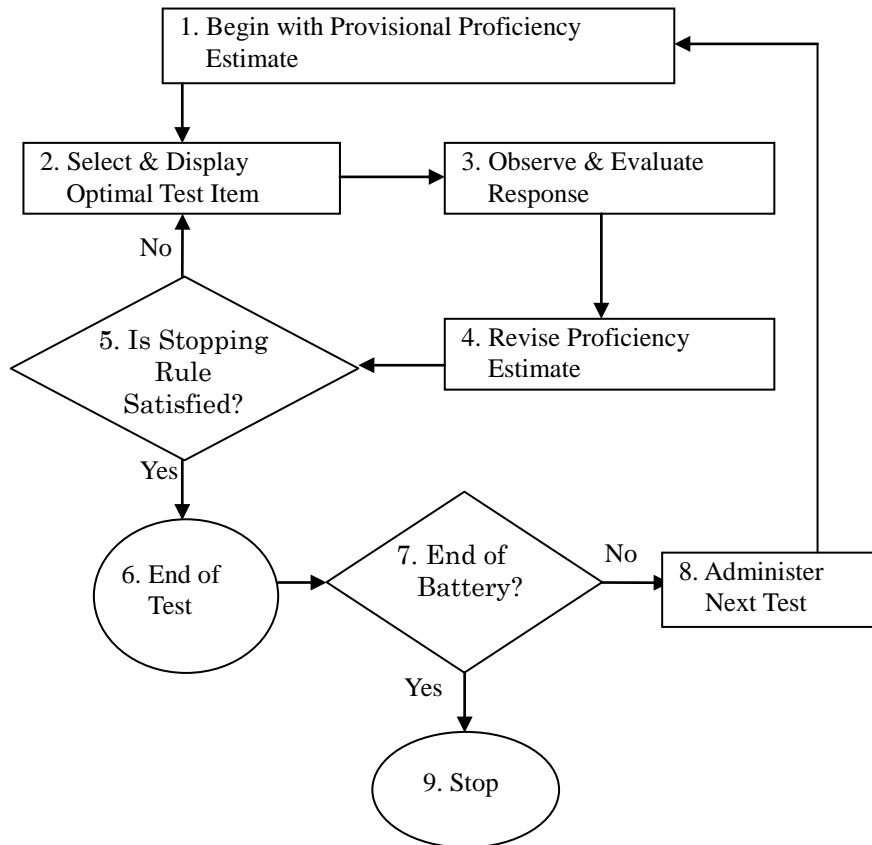 1. Begin with Provisional Proficiency
Estimate
2. Select & Display
Optimal Test Item
3. Observe & Evaluate
Response
No
4. Revise Proficiency
Estimate
5. Is Stopping
Rule
Satisfied?
Yes
6. End of
Test
7. End of
Battery?
No
8. Administer
Next Test
Yes
9. Stop